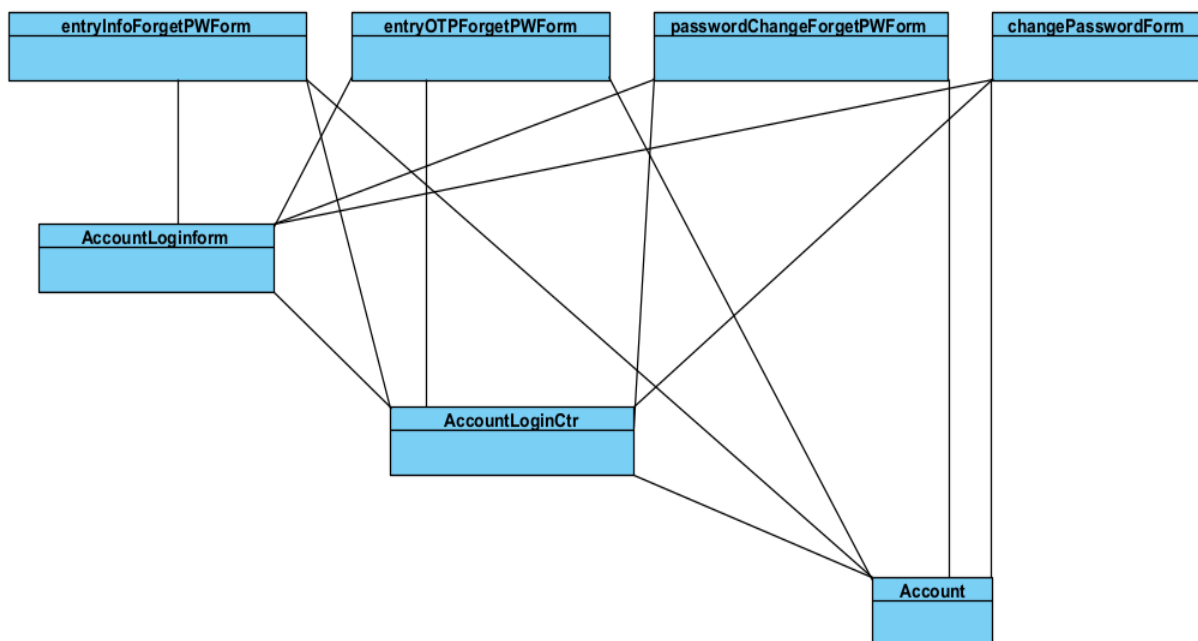 entryInfoForgetPWForm
entryOTPForgetPWForm
passwordChangeForgetPWForm
changePasswordForm
AccountLoginform
AccountLoginCtr
Account